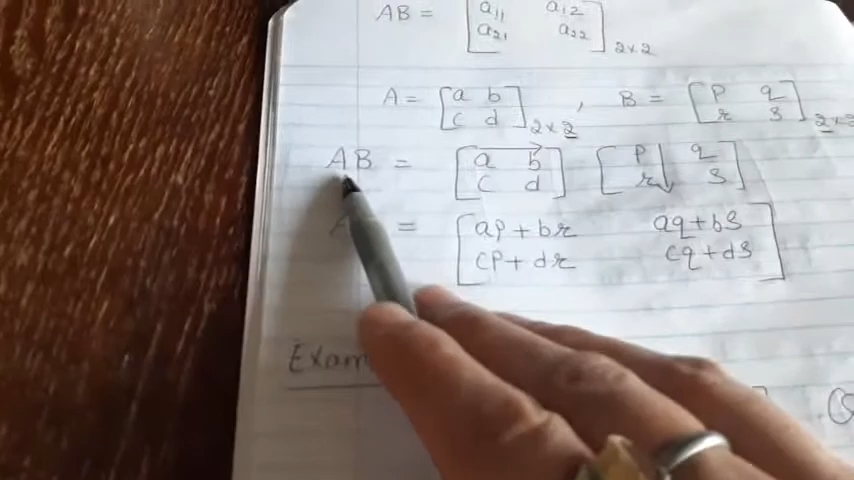 AB = [a11 a12
a21 a22] 2×2
A = [a b
c d] 2×2 , B = [p q
r s] 2×2
AB = [a b
c d] [p q
r s]
= [ap + br aq + bs
cp + dr cq + ds]